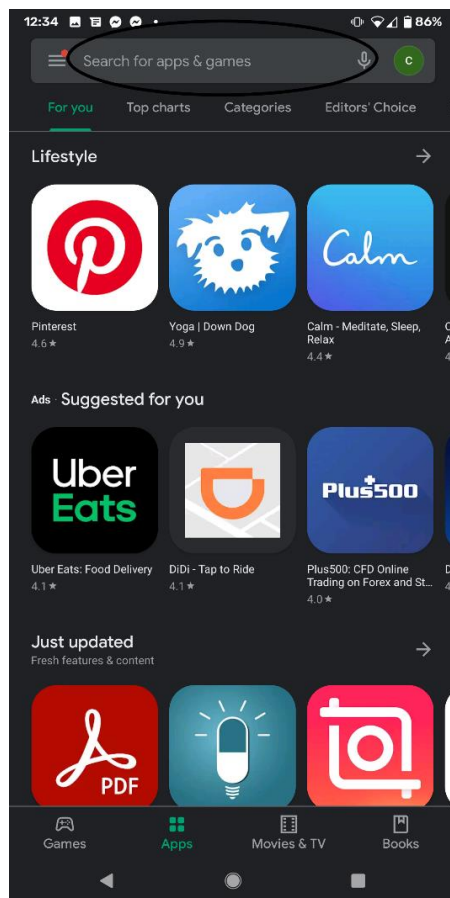 12:34 86%
Search for apps & games C
For you Top charts Categories Editors' Choice
Lifestyle
Calm
Pinterest Yoga | Down Dog Calm - Meditate, Sleep,
Relax
4.6★ 4.9★ 4.4★
Ads · Suggested for you
Uber
Eats
Plus500
Uber Eats: Food Delivery DiDi - Tap to Ride Plus500: CFD Online
Trading on Forex and St...
4.1★ 4.1★ 4.0★
Just updated
Fresh features & content
PDF
Games Apps Movies & TV Books